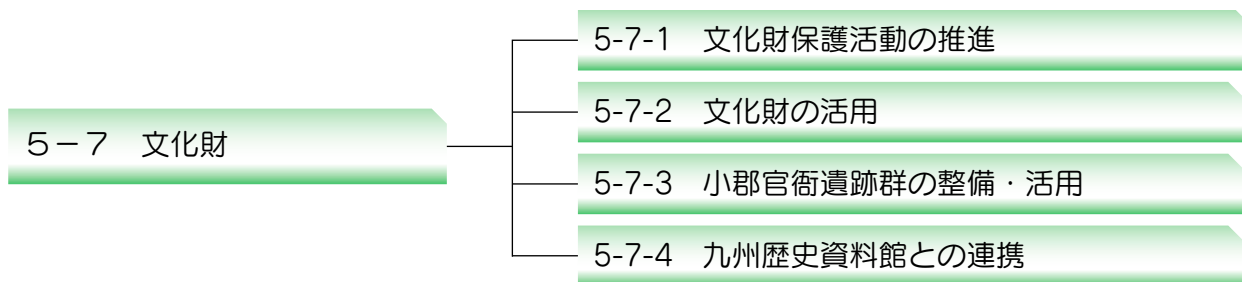 5－7　文化財
5-7-1　文化財保護活動の推進
5-7-2　文化財の活用
5-7-3　小郡官衙遺跡群の整備・活用
5-7-4　九州歴史資料館との連携